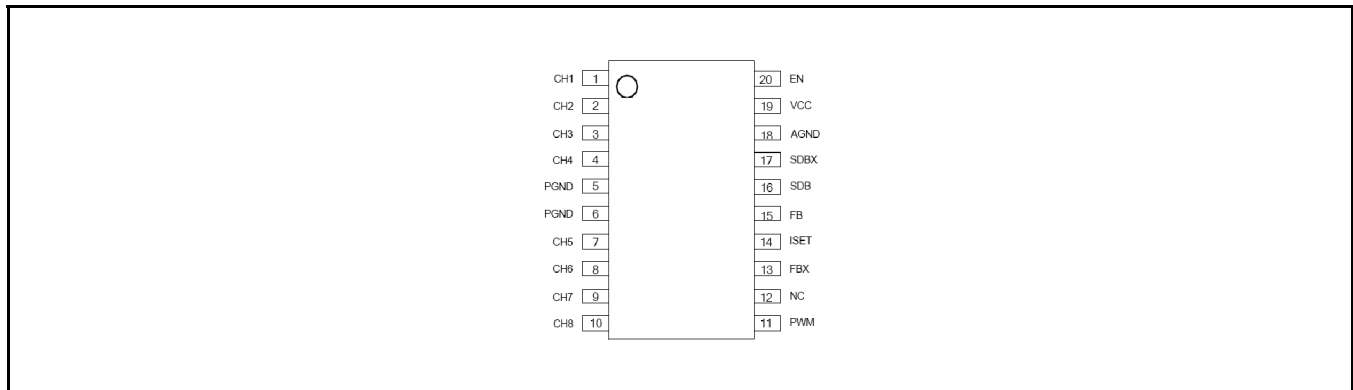 CH1 1 20 EN
CH2 2 19 VCC
CH3 3 18 AGND
CH4 4 17 SDBX
PGND 5 16 SDB
PGND 6 15 FB
CH5 7 14 ISET
CH6 8 13 FBX
CH7 9 12 NC
CH8 10 11 PWM